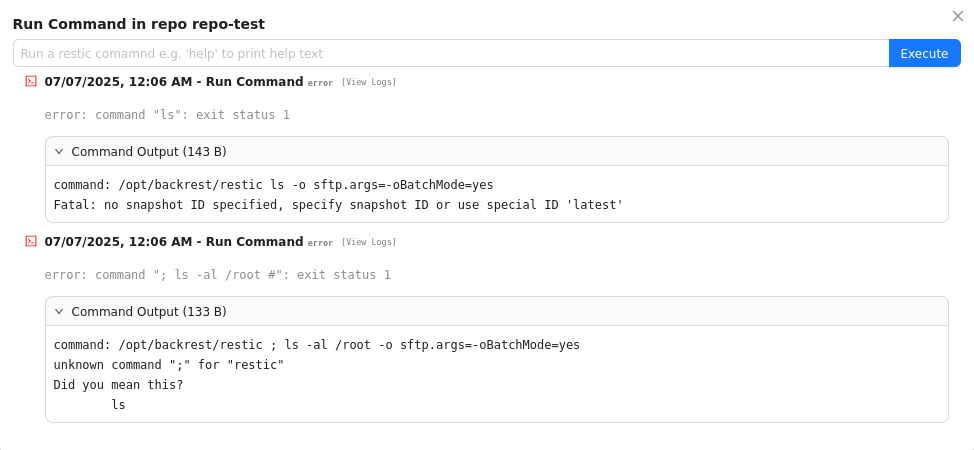 Run Command in repo repo-test
Run a restic comamnd e.g. 'help' to print help text
Execute
07/07/2025, 12:06 AM - Run Command error [View Logs]
error: command "ls": exit status 1
Command Output (143 B)
command: /opt/backrest/restic ls -o sftp.args=-oBatchMode=yes
Fatal: no snapshot ID specified, specify snapshot ID or use special ID 'latest'
07/07/2025, 12:06 AM - Run Command error [View Logs]
error: command "; ls -al /root #": exit status 1
Command Output (133 B)
command: /opt/backrest/restic ; ls -al /root -o sftp.args=-oBatchMode=yes
unknown command ";" for "restic"
Did you mean this?
ls